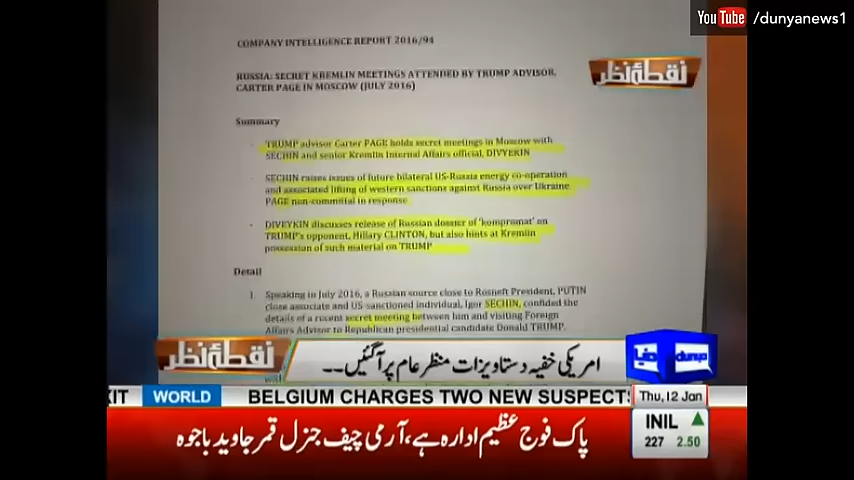 YouTube /dunyanews1
نقطۂ نظر
COMPANY INTELLIGENCE REPORT 2016/94
RUSSIA: SECRET KREMLIN MEETINGS ATTENDED BY TRUMP ADVISOR,
CARTER PAGE IN MOSCOW (JULY 2016)
Summary
- TRUMP advisor Carter PAGE holds secret meetings in Moscow with
SECHIN and senior Kremlin Internal Affairs official, DIVYEKIN
- SECHIN raises issues of future bilateral US-Russia energy co-operation
and associated lifting of western sanctions against Russia over Ukraine.
PAGE non-committal in response
- DIVEYKIN discusses release of Russian dossier of 'kompromat' on
TRUMP's opponent, Hillary CLINTON, but also hints at Kremlin
possession of such material on TRUMP
Detail
1. Speaking in July 2016, a Russian source close to Rosneft President, PUTIN
close associate and US-sanctioned individual, Igor SECHIN, confided the
details of a recent secret meeting between him and visiting Foreign
Affairs Advisor to Republican presidential candidate Donald TRUMP,
نقطۂ نظر
امریکی خفیہ دستاویزات منظر عام پر آگئیں۔۔
دنیا dunya
XIT WORLD BELGIUM CHARGES TWO NEW SUSPECTS Thu, 12 Jan
پاک فوج عظیم ادارہ ہے، آرمی چیف جنرل قمر جاوید باجوہ
INIL
227 2.50